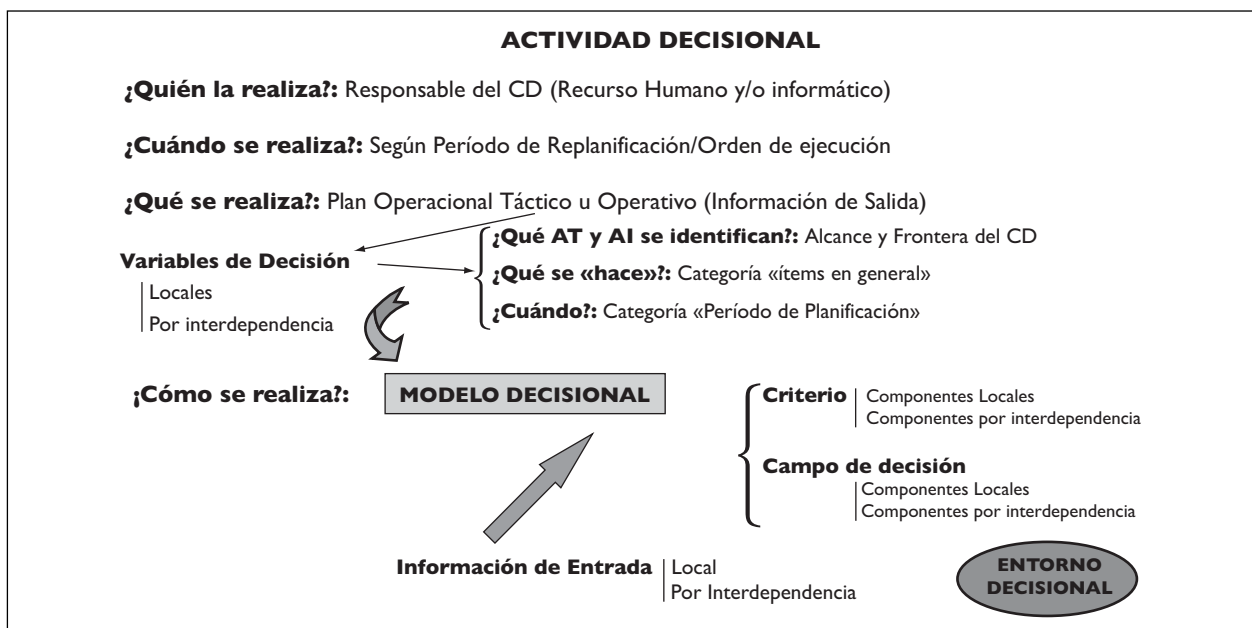 ACTIVIDAD DECISIONAL
¿Quién la realiza?: Responsable del CD (Recurso Humano y/o informático)
¿Cuándo se realiza?: Según Período de Replanificación/Orden de ejecución
¿Qué se realiza?: Plan Operacional Táctico u Operativo (Información de Salida)
Variables de Decisión
Locales
Por interdependencia
¿Qué AT y AI se identifican?: Alcance y Frontera del CD
¿Qué se «hace»?: Categoría «ítems en general»
¿Cuándo?: Categoría «Período de Planificación»
¡Cómo se realiza?:
MODELO DECISIONAL
Criterio
Componentes Locales
Componentes por interdependencia
Campo de decisión
Componentes Locales
Componentes por interdependencia
Información de Entrada
Local
Por Interdependencia
ENTORNO
DECISIONAL